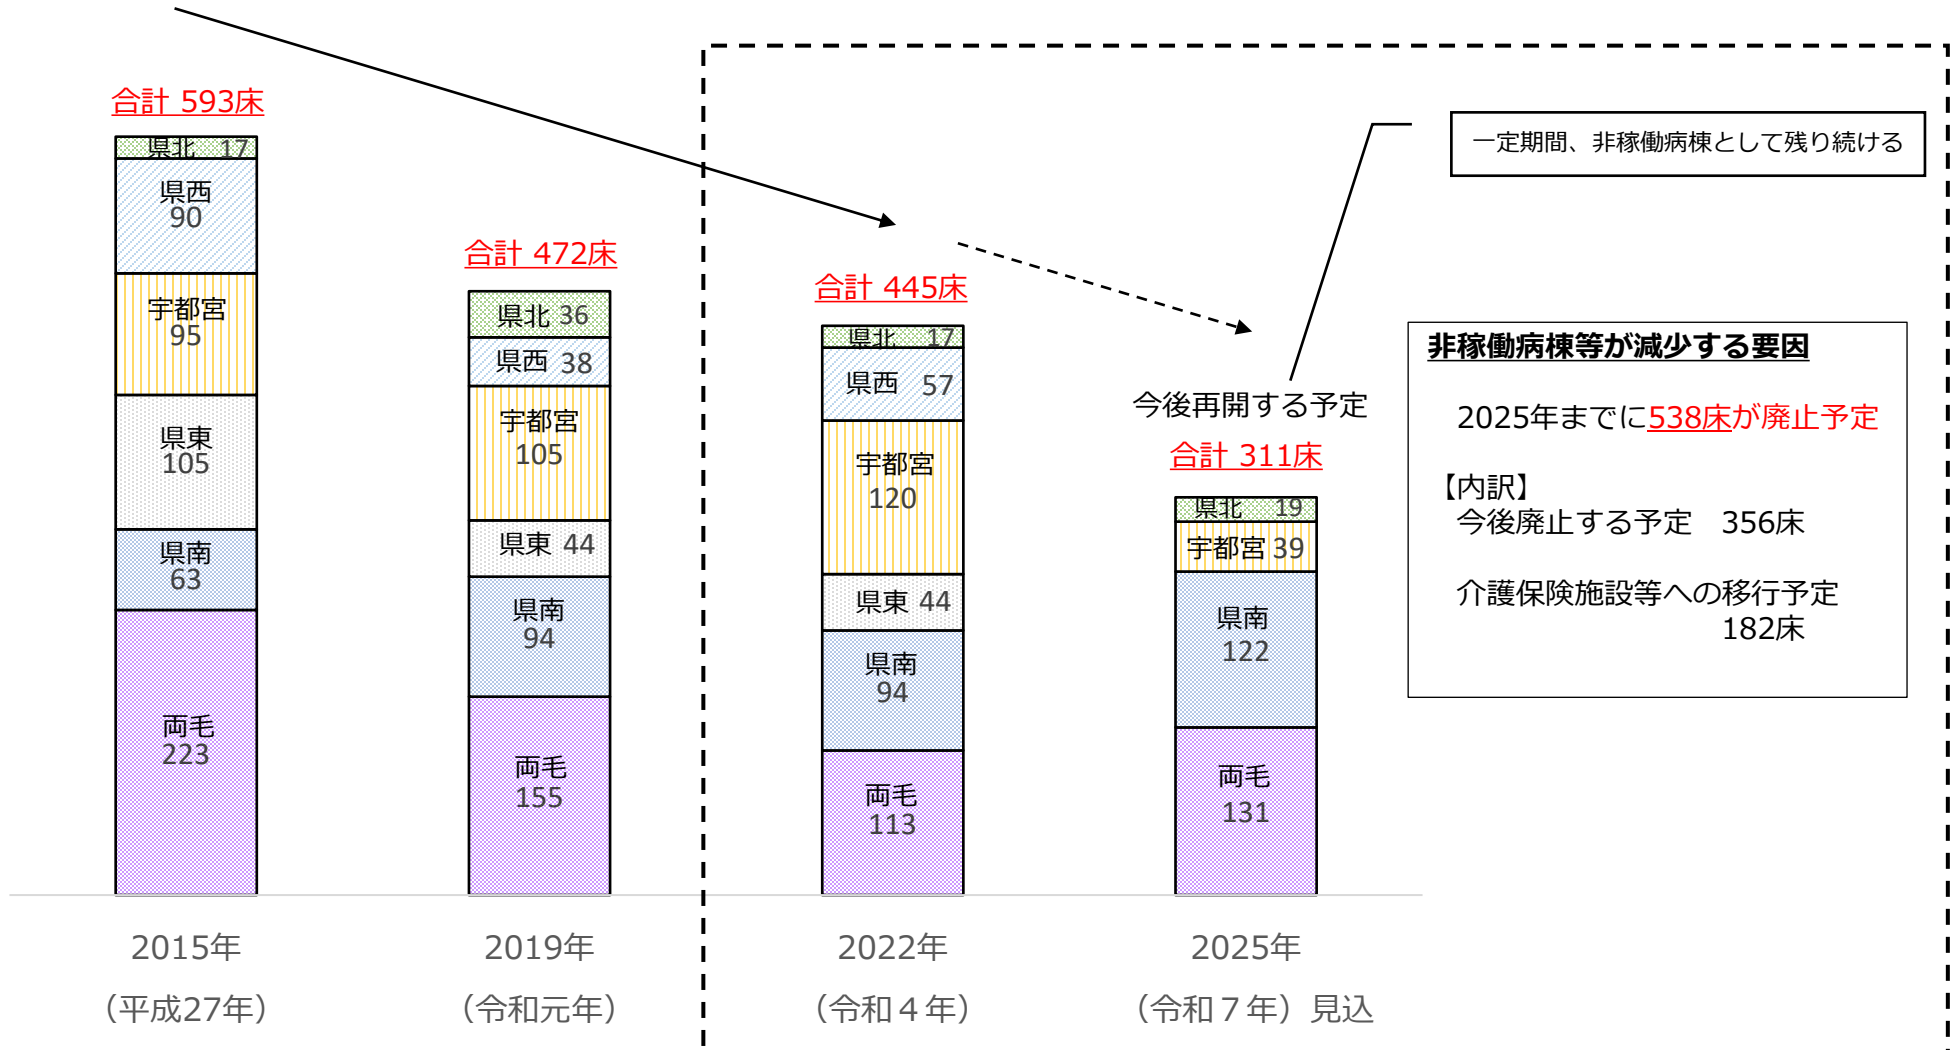 合計 593床
県北 17
県西
90
宇都宮
95
県東
105
県南
63
両毛
223
合計 472床
県北 36
県西 38
宇都宮
105
県東 44
県南
94
両毛
155
合計 445床
県北 17
県西 57
宇都宮
120
県東 44
県南
94
両毛
113
今後再開する予定
合計 311床
県北 19
宇都宮 39
県南
122
両毛
131
一定期間、非稼働病棟として残り続ける
非稼働病棟等が減少する要因
2025年までに538床が廃止予定
【内訳】
今後廃止する予定 356床
介護保険施設等への移行予定
182床
2015年
（平成27年）
2019年
（令和元年）
2022年
（令和４年）
2025年
（令和７年）見込